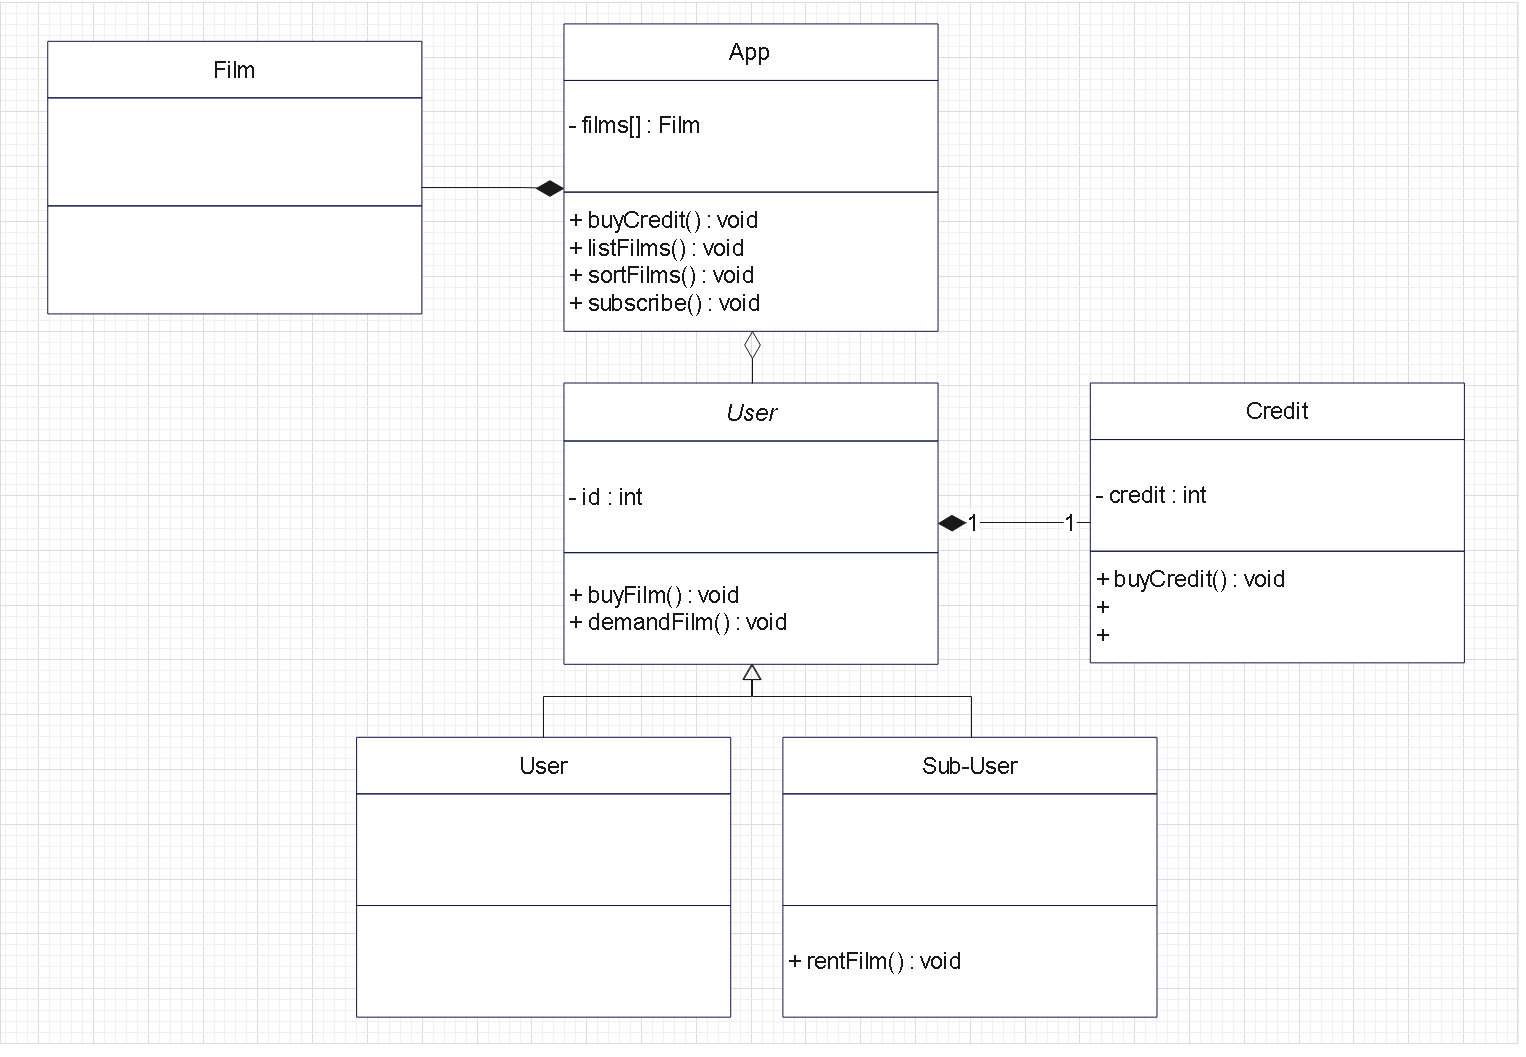 Film
App
- films[] : Film
+ buyCredit() : void
+ listFilms() : void
+ sortFilms() : void
+ subscribe() : void
User
- id : int
+ buyFilm() : void
+ demandFilm() : void
1
1
Credit
- credit : int
+ buyCredit() : void
+
+
User
Sub-User
+ rentFilm() : void